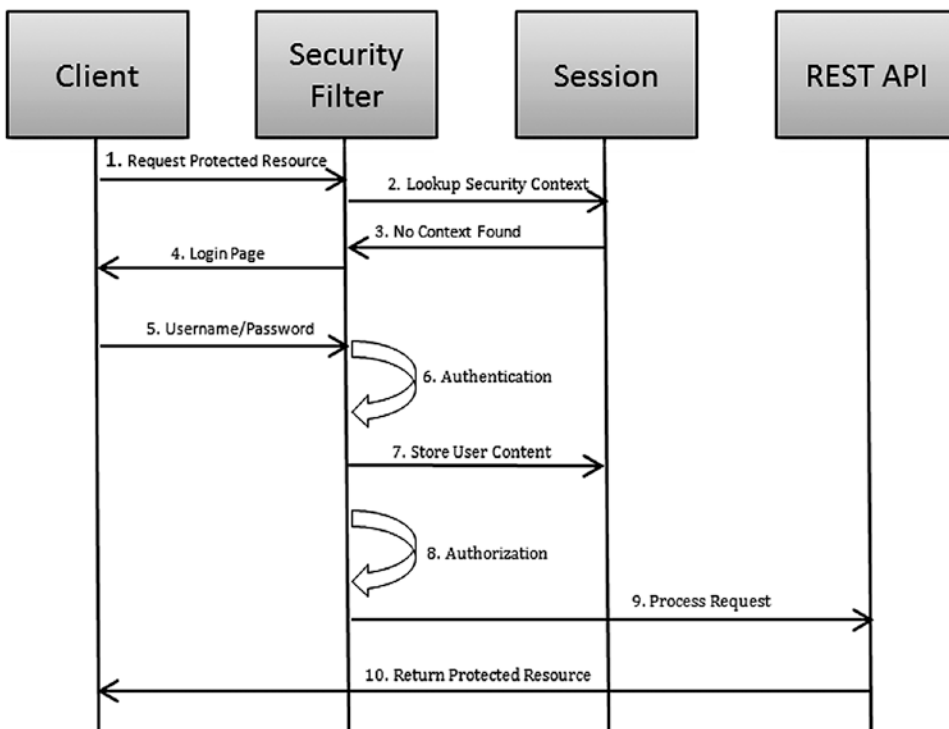 Client
Security
Filter
Session
REST API
1. Request Protected Resource
2. Lookup Security Context
3. No Context Found
4. Login Page
5. Username/Password
6. Authentication
7. Store User Content
8. Authorization
9. Process Request
10. Return Protected Resource